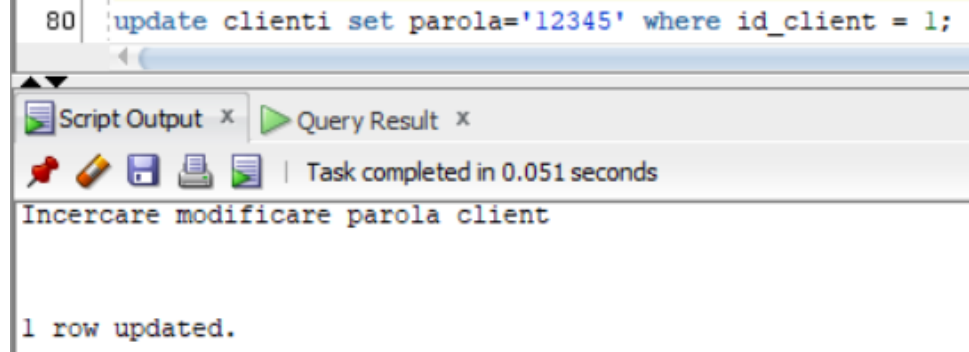 80 update clienti set parola='12345' where id_client = 1;
Script Output x Query Result x
Task completed in 0.051 seconds
Incercare modificare parola client
1 row updated.